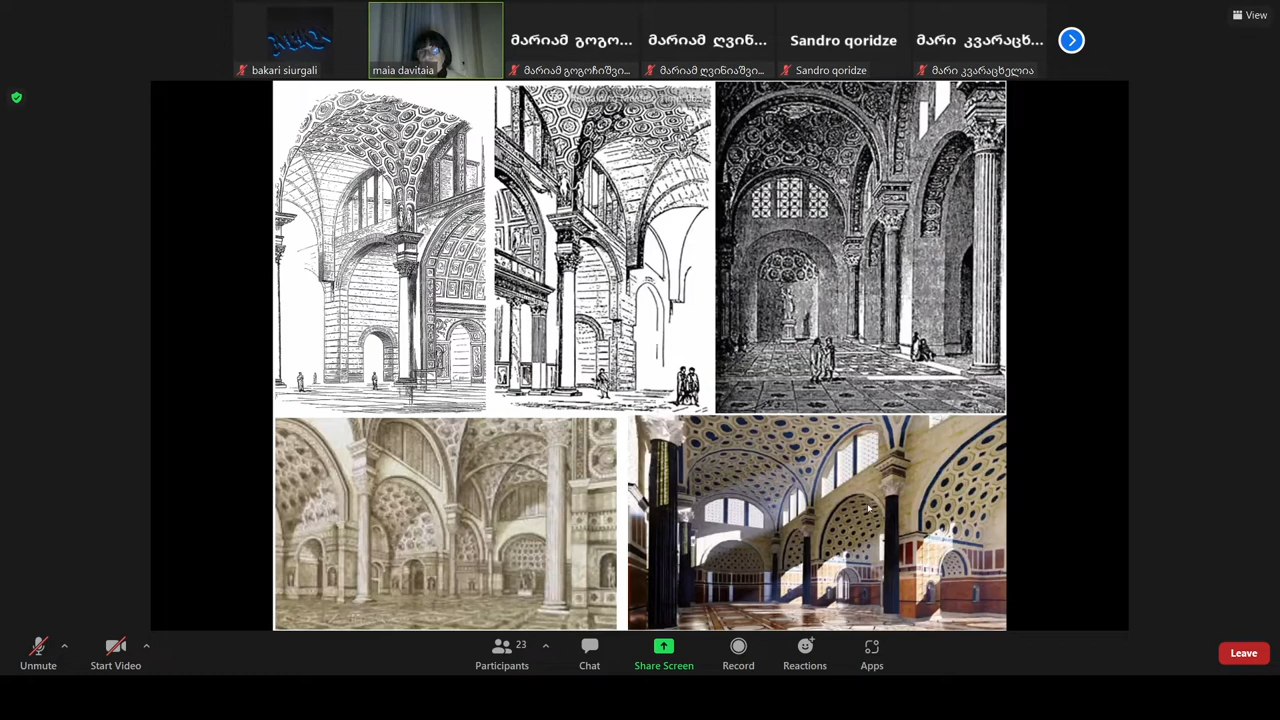 View
მარიამ გოგო...
მარიამ ღვინ...
Sandro qoridze
მარი კვარაცხ...
bakari siurgali
maia davitaia
მარიამ გოგოჩიშვი...
მარიამ ღვინიაშვი...
Sandro qoridze
მარი კვარაცხელია
Unmute
Start Video
23
Participants
Chat
Share Screen
Record
Reactions
Apps
Leave